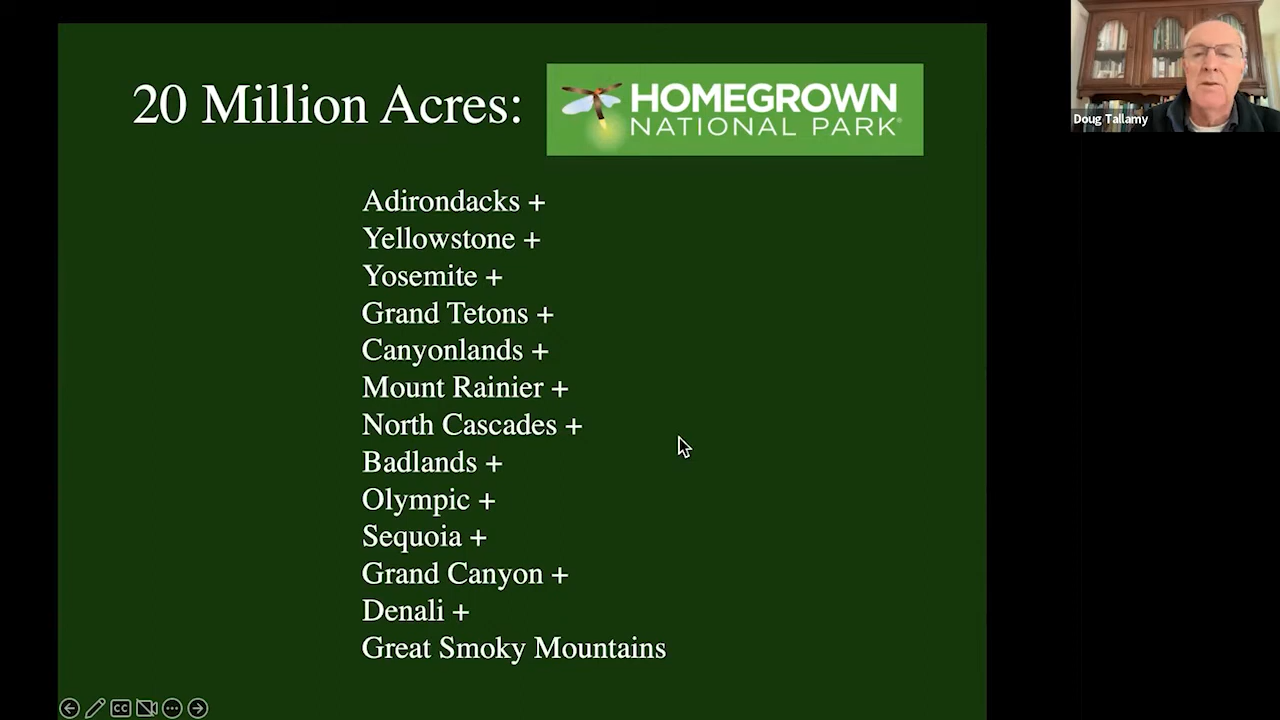 20 Million Acres:
HOMEGROWN
NATIONAL PARK®
Adirondacks +
Yellowstone +
Yosemite +
Grand Tetons +
Canyonlands +
Mount Rainier +
North Cascades +
Badlands +
Olympic +
Sequoia +
Grand Canyon +
Denali +
Great Smoky Mountains
Doug Tallamy
CC